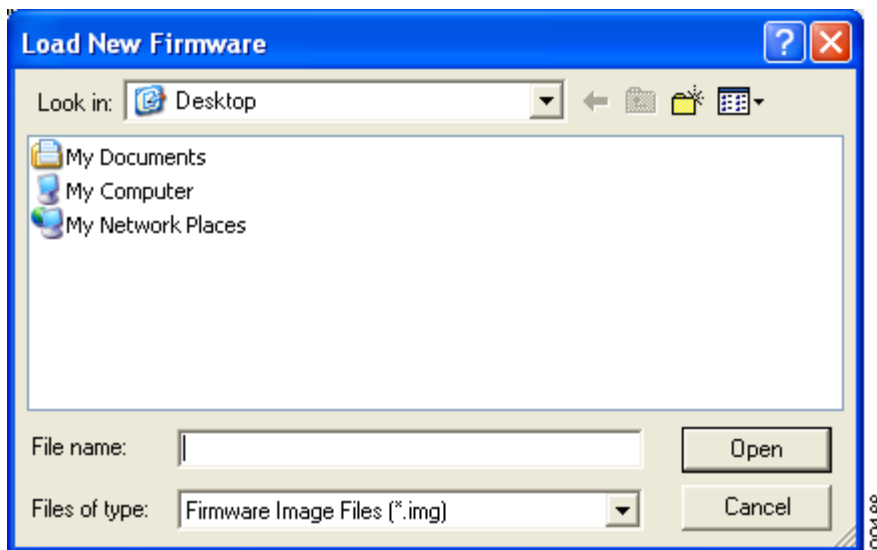 Load New Firmware
Look in: Desktop
My Documents
My Computer
My Network Places
File name:
Open
Files of type: Firmware Image Files (*.img)
Cancel